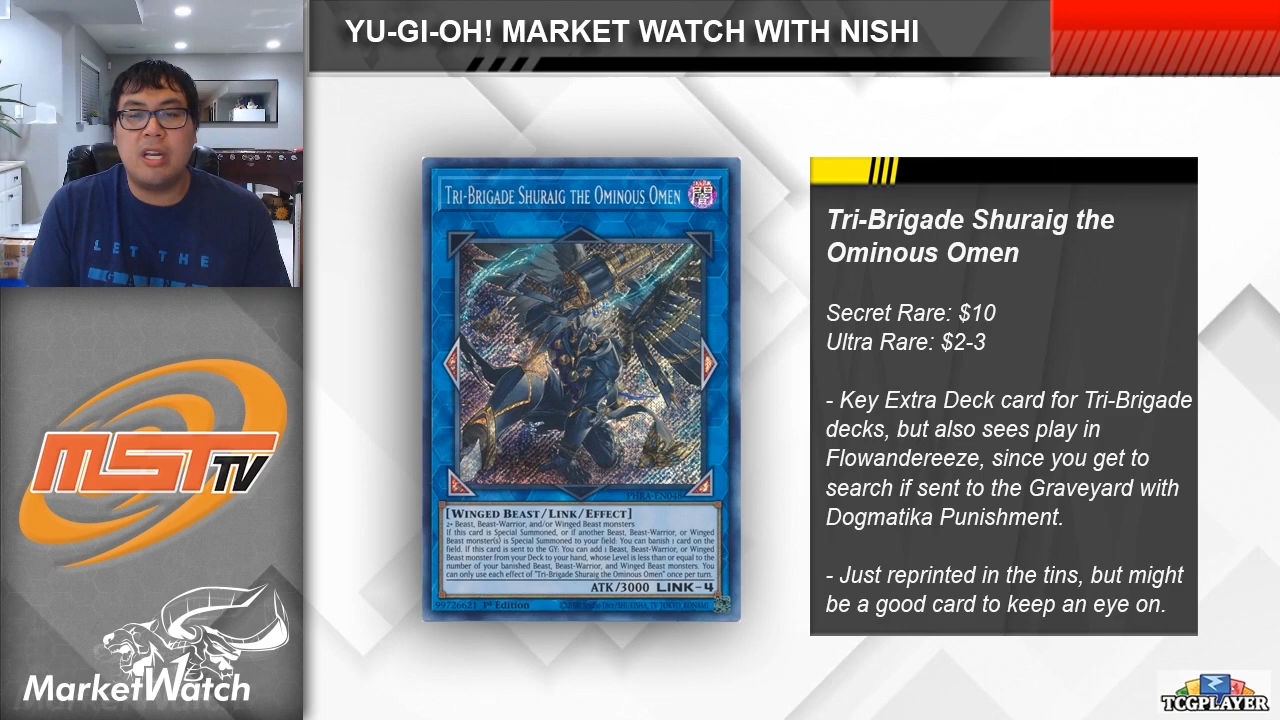 YU-GI-OH! MARKET WATCH WITH NISHI
LET THE
MST TV
MarketWatch
TRI-BRIGADE SHURAIG THE OMINOUS OMEN
PHRA-EN048
[WINGED BEAST/LINK/EFFECT]
2+ Beast, Beast-Warrior, and/or Winged Beast monsters
If this card is Special Summoned, or if another Beast, Beast-Warrior, or Winged
Beast monster(s) is Special Summoned to your field: You can banish 1 card on the
field. If this card is sent to the GY: You can add 1 Beast, Beast-Warrior, or Winged
Beast monster from your Deck to your hand, whose Level is less than or equal to the
number of your banished Beast, Beast-Warrior, and Winged Beast monsters. You
can only use each effect of "Tri-Brigade Shuraig the Ominous Omen" once per turn.
ATK/3000 LINK-4
99726621 1st Edition
Tri-Brigade Shuraig the
Ominous Omen
Secret Rare: $10
Ultra Rare: $2-3
- Key Extra Deck card for Tri-Brigade
decks, but also sees play in
Flowandereeze, since you get to
search if sent to the Graveyard with
Dogmatika Punishment.
- Just reprinted in the tins, but might
be a good card to keep an eye on.
TCGPLAYER